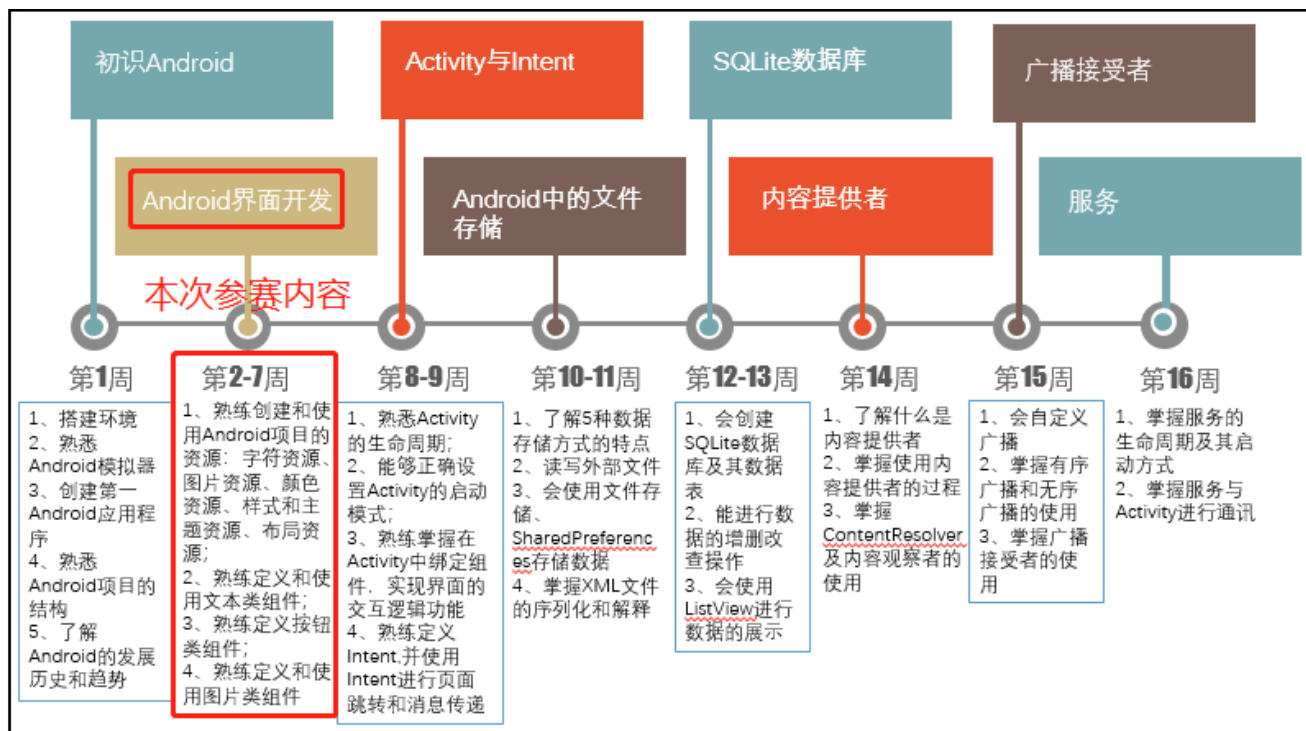 初识Android
Activity与Intent
SQLite数据库
广播接受者
Android界面开发
Android中的文件
存储
内容提供者
服务
本次参赛内容
第1周
第2-7周
第8-9周
第10-11周
第12-13周
第14周
第15周
第16周
1、搭建环境
2、熟悉
Android模拟器
3、创建第一
Android应用程
序
4、熟悉
Android项目的
结构
5、了解
Android的发展
历史和趋势
1、熟练创建和使
用Android项目的
资源：字符资源、
图片资源、颜色
资源、样式和主
题资源、布局资
源；
2、熟练定义和使
用文本类组件；
3、熟练定义按钮
类组件；
4、熟练定义和使
用图片类组件
1、熟悉Activity
的生命周期；
2、能够正确设
置Activity的启动
模式；
3、熟练掌握在
Activity中绑定组
件，实现界面的
交互逻辑功能
4、熟练定义
Intent,并使用
Intent进行页面
跳转和消息传递
1、了解5种数据
存储方式的特点
2、读写外部文件
3、会使用文件存
储、
SharedPreferenc
es存储数据
4、掌握XML文件
的序列化和解释
1、会创建
SQLite数据
库及其数据
表
2、能进行数
据的增删改
查操作
3、会使用
ListView进行
数据的展示
1、了解什么是
内容提供者
2、掌握使用内
容提供者的过程
3、掌握
ContentResolver
及内容观察者的
使用
1、会自定义
广播
2、掌握有序
广播和无序
广播的使用
3、掌握广播
接受者的使
用
1、掌握服务的
生命周期及其启
动方式
2、掌握服务与
Activity进行通讯